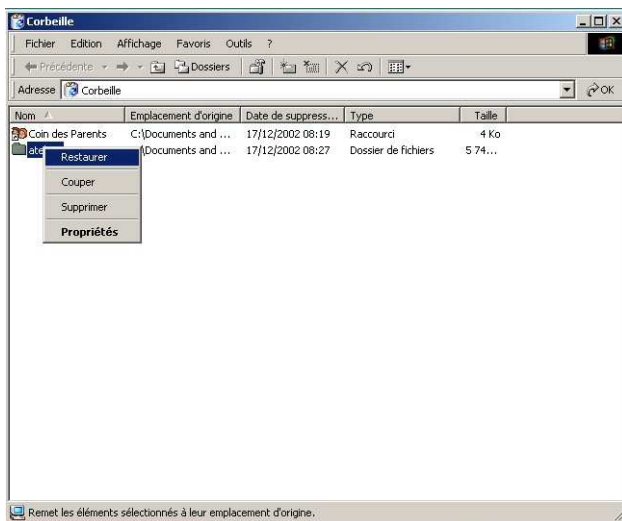 Corbeille
Fichier Edition Affichage Favoris Outils ?
Précédente Dossiers
Adresse Corbeille OK
Nom Emplacement d'origine Date de suppress... Type Taille
Coin des Parents C:\Documents and ... 17/12/2002 08:19 Raccourci 4 Ko
\Documents and ... 17/12/2002 08:27 Dossier de fichiers 5 74...
Restaurer
Couper
Supprimer
Propriétés
Remet les éléments sélectionnés à leur emplacement d'origine.